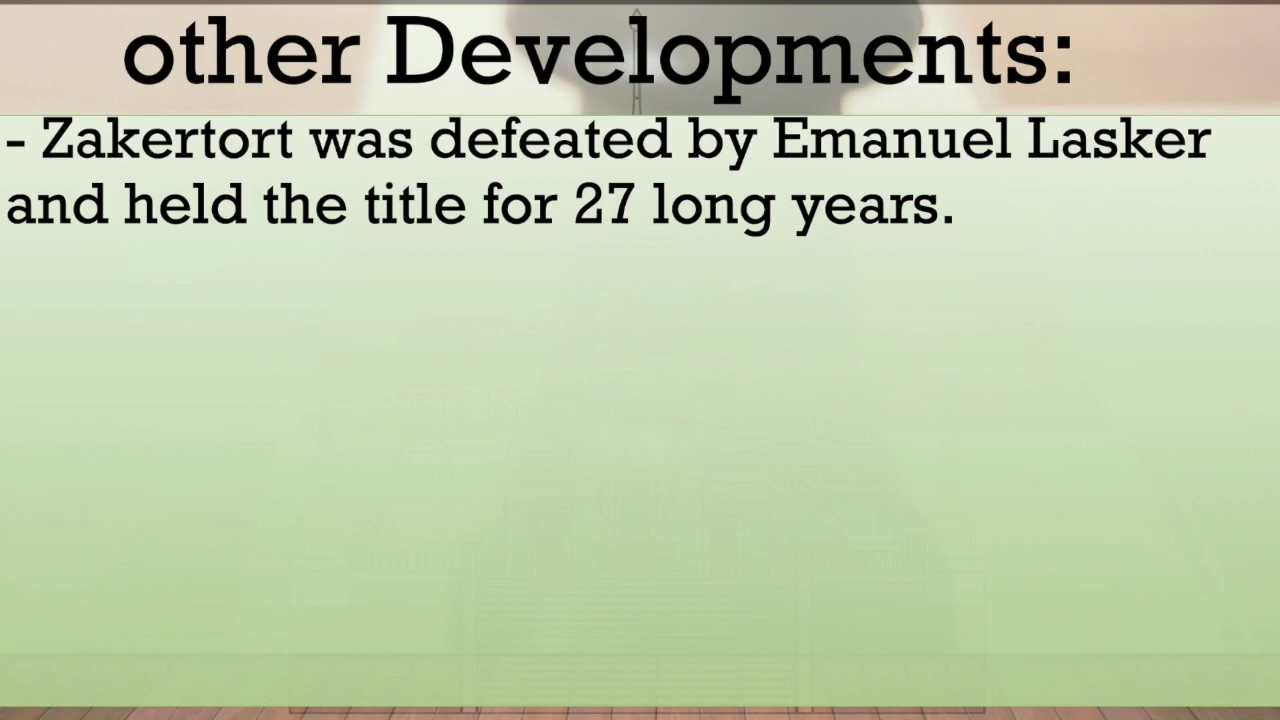 other Developments:
- Zakertort was defeated by Emanuel Lasker
and held the title for 27 long years.